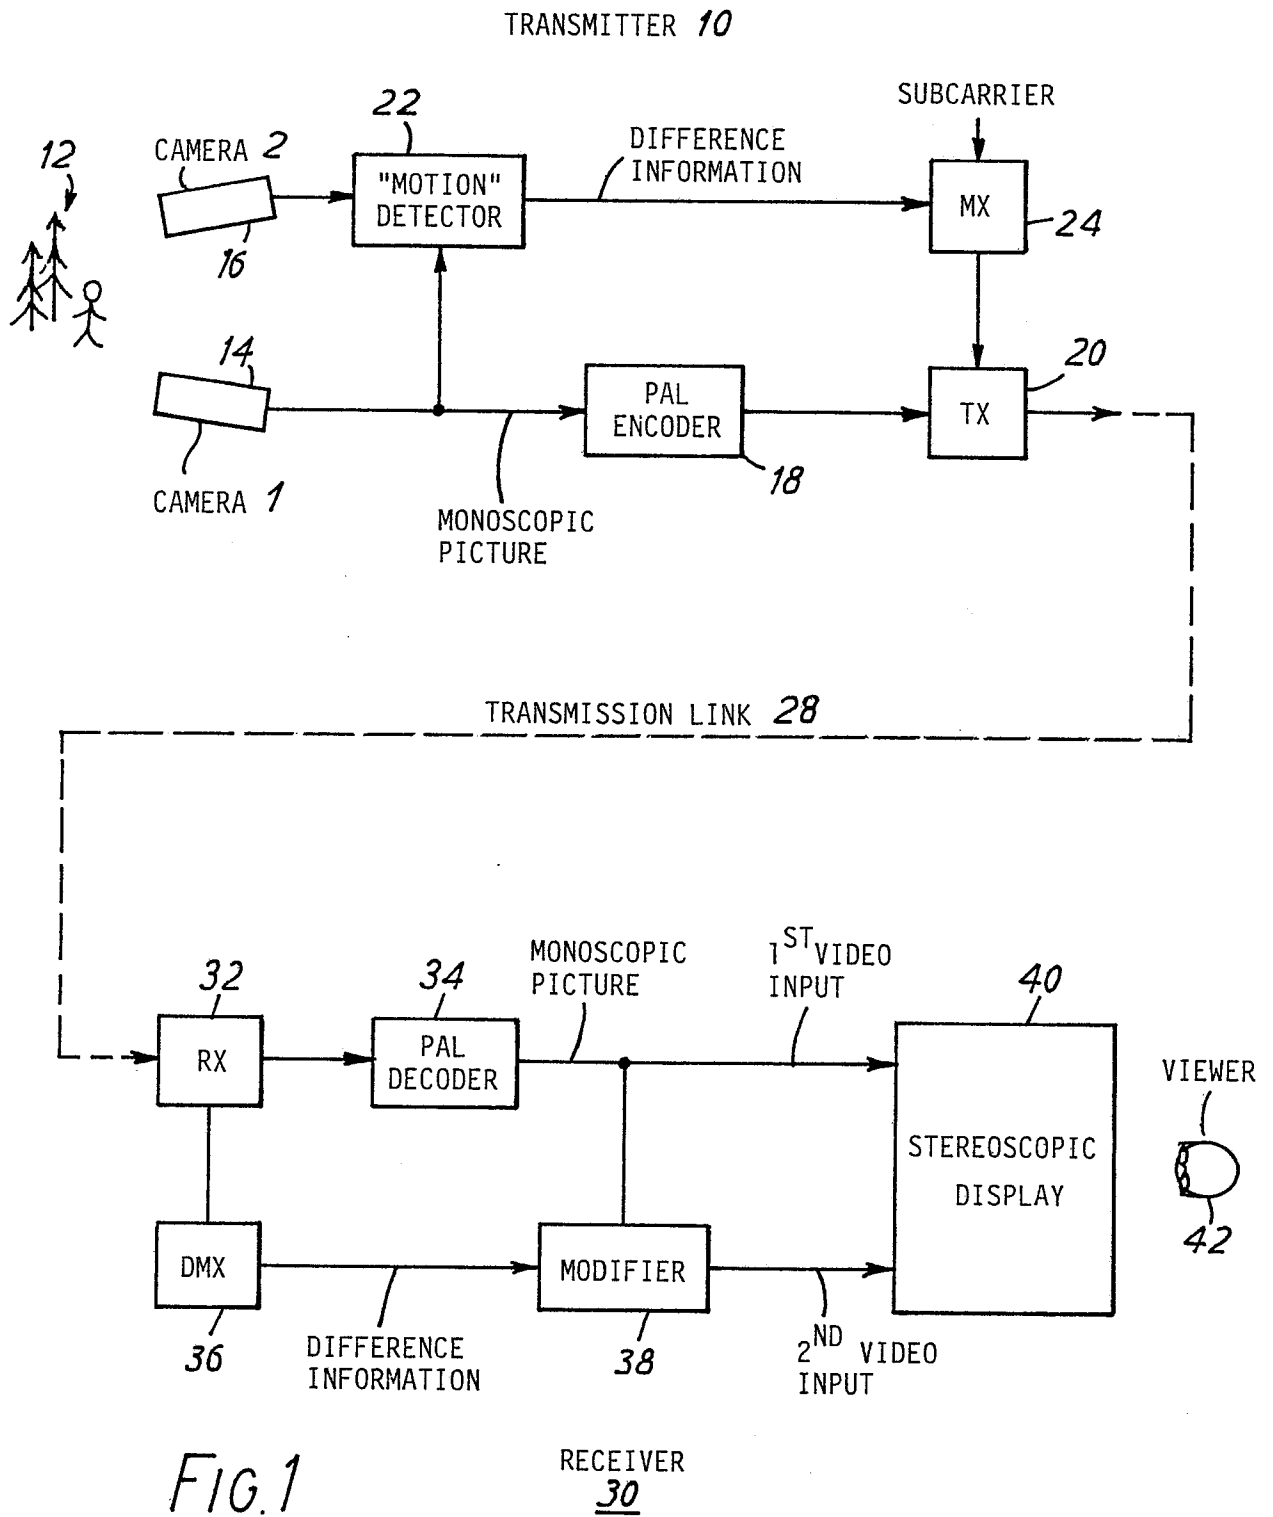 TRANSMITTER 10
SUBCARRIER
22
DIFFERENCE
INFORMATION
12
CAMERA 2
"MOTION"
DETECTOR
MX
24
16
14
20
PAL
ENCODER
TX
18
CAMERA 1
MONOSCOPIC
PICTURE
TRANSMISSION LINK 28
32
34
MONOSCOPIC
PICTURE
1ST VIDEO
INPUT
40
RX
PAL
DECODER
VIEWER
STEREOSCOPIC
DISPLAY
42
DMX
MODIFIER
36
DIFFERENCE
INFORMATION
38
2ND VIDEO
INPUT
FIG. 1
RECEIVER
30